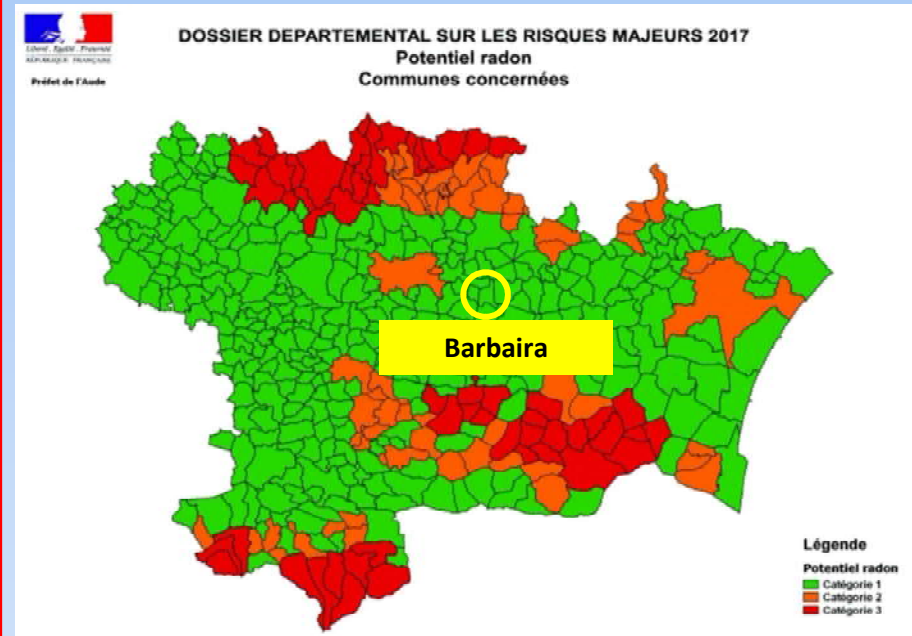 Liberté . Égalité . Fraternité
RÉPUBLIQUE FRANÇAISE
Préfet de l'Aude
DOSSIER DEPARTEMENTAL SUR LES RISQUES MAJEURS 2017
Potentiel radon
Communes concernées
Barbaira
Légende
Potentiel radon
Catégorie 1
Catégorie 2
Catégorie 3